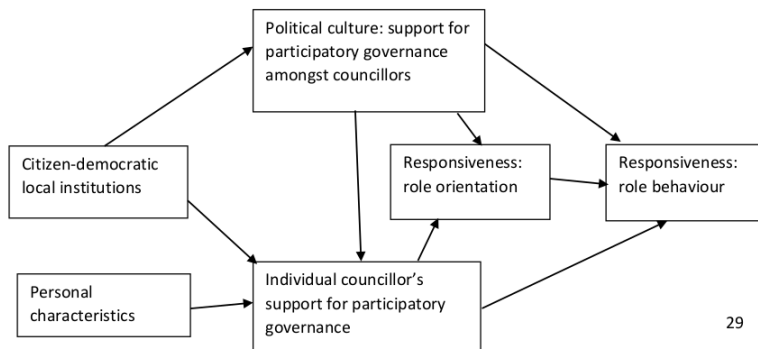 Political culture: support for
participatory governance
amongst councillors
Citizen-democratic
local institutions
Responsiveness:
role orientation
Responsiveness:
role behaviour
Personal
characteristics
Individual councillor’s
support for participatory
governance
29